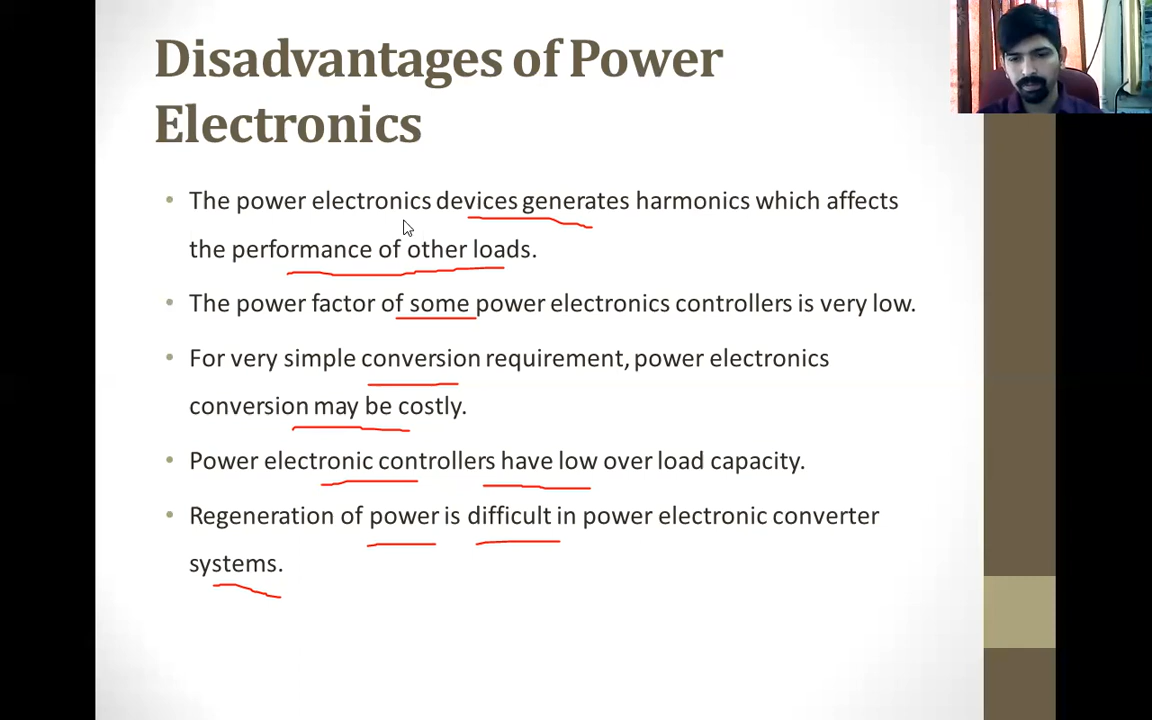 Disadvantages of Power
Electronics
• The power electronics devices generates harmonics which affects
the performance of other loads.
• The power factor of some power electronics controllers is very low.
• For very simple conversion requirement, power electronics
conversion may be costly.
• Power electronic controllers have low over load capacity.
• Regeneration of power is difficult in power electronic converter
systems.